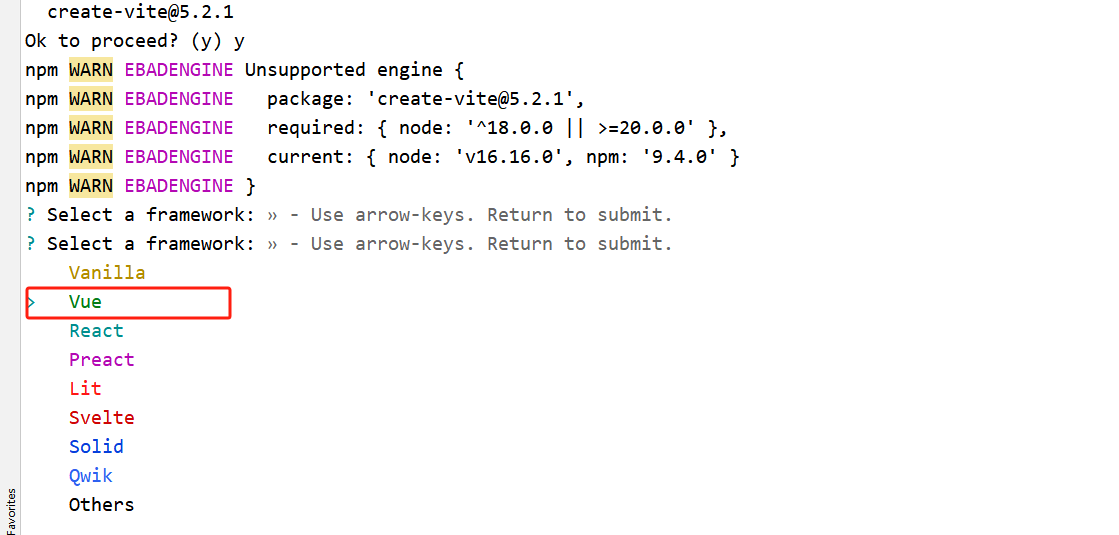 create-vite@5.2.1
Ok to proceed? (y) y
npm WARN EBADENGINE Unsupported engine {
npm WARN EBADENGINE   package: 'create-vite@5.2.1',
npm WARN EBADENGINE   required: { node: '^18.0.0 || >=20.0.0' },
npm WARN EBADENGINE   current: { node: 'v16.16.0', npm: '9.4.0' }
npm WARN EBADENGINE }
? Select a framework: » - Use arrow-keys. Return to submit.
? Select a framework: » - Use arrow-keys. Return to submit.
Vanilla
> Vue
React
Preact
Lit
Svelte
Solid
Qwik
Others
Favorites